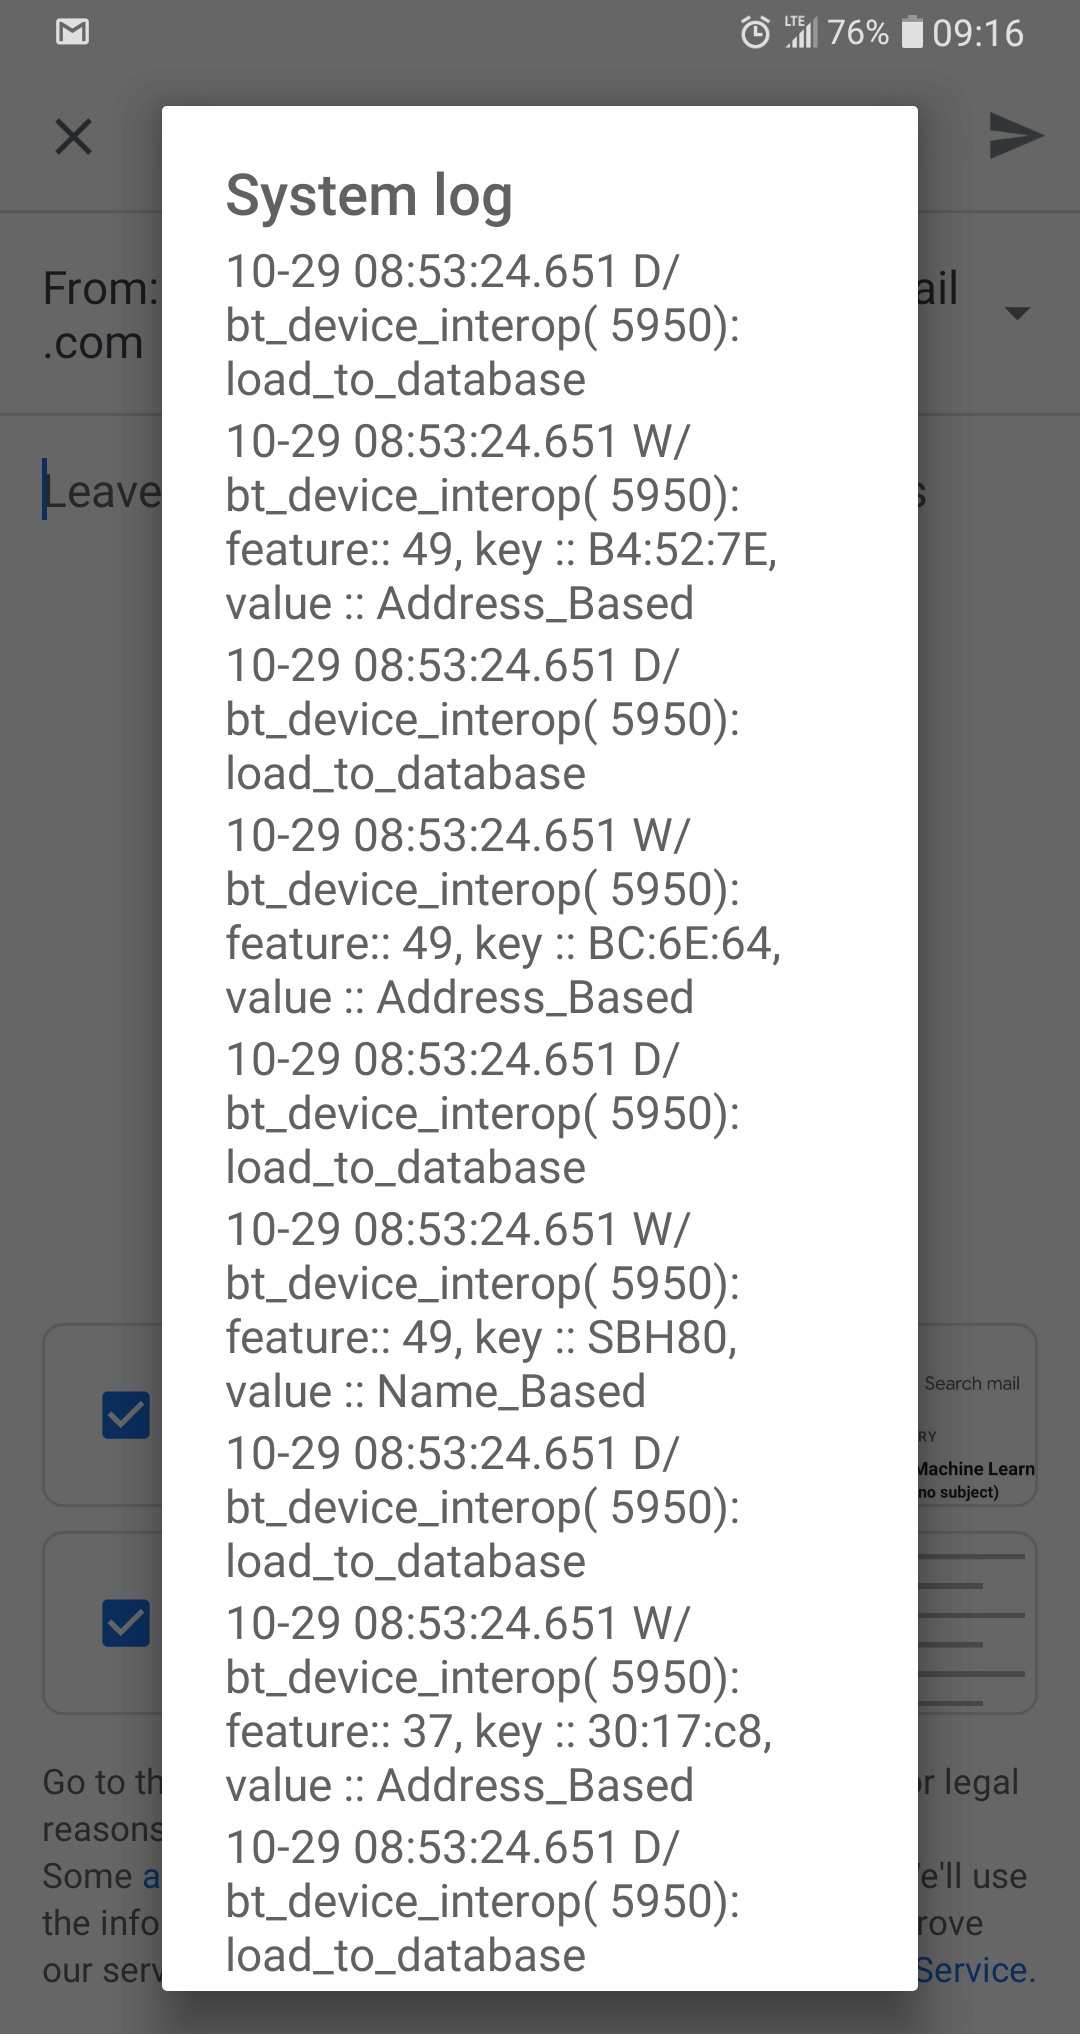 LTE 76% 09:16
System log
10-29 08:53:24.651 D/
bt_device_interop( 5950):
load_to_database
10-29 08:53:24.651 W/
bt_device_interop( 5950):
feature:: 49, key :: B4:52:7E,
value :: Address_Based
10-29 08:53:24.651 D/
bt_device_interop( 5950):
load_to_database
10-29 08:53:24.651 W/
bt_device_interop( 5950):
feature:: 49, key :: BC:6E:64,
value :: Address_Based
10-29 08:53:24.651 D/
bt_device_interop( 5950):
load_to_database
10-29 08:53:24.651 W/
bt_device_interop( 5950):
feature:: 49, key :: SBH80,
value :: Name_Based
10-29 08:53:24.651 D/
bt_device_interop( 5950):
load_to_database
10-29 08:53:24.651 W/
bt_device_interop( 5950):
feature:: 37, key :: 30:17:c8,
value :: Address_Based
10-29 08:53:24.651 D/
bt_device_interop( 5950):
load_to_database
From:
ail
.com
Leave
Search mail
RY
Machine Learn
no subject)
Go to th
r legal
reasons
Some a
e'll use
the info
rove
our serv
Service.